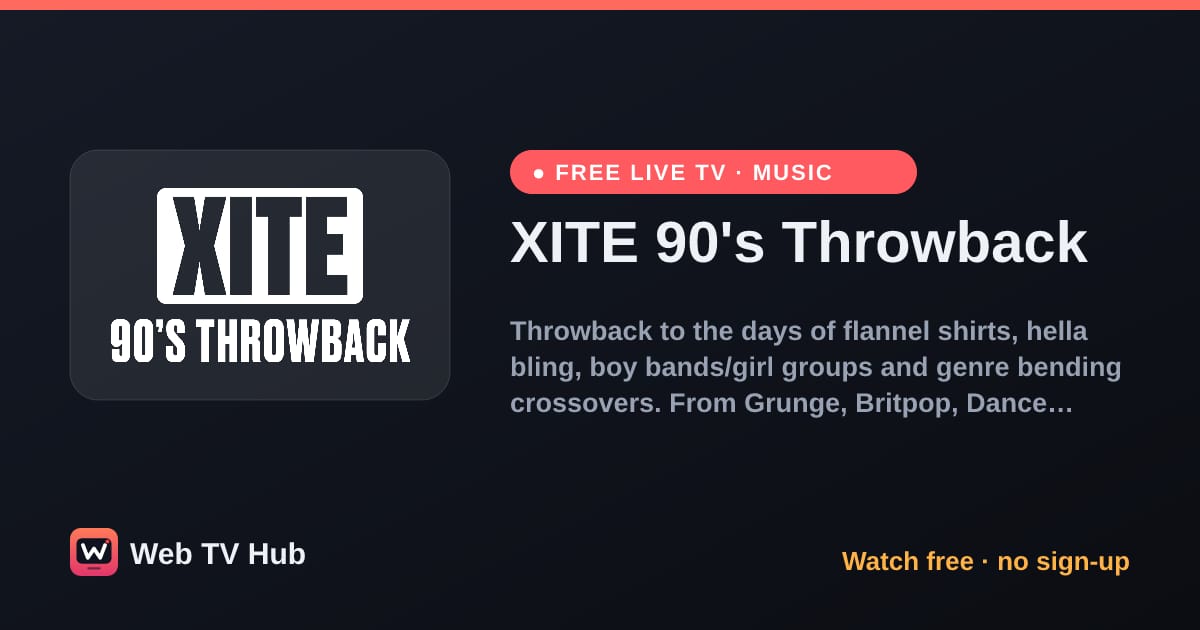 XITE
90'S THROWBACK
• FREE LIVE TV · MUSIC
XITE 90's Throwback
Throwback to the days of flannel shirts, hella
bling, boy bands/girl groups and genre bending
crossovers. From Grunge, Britpop, Dance…
W
Web TV Hub
Watch free · no sign-up